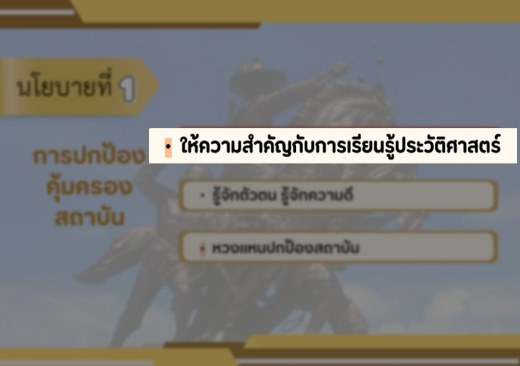 นโยบายที่ 1
การปกป้อง
คุ้มครอง
สถาบัน
• ให้ความสำคัญกับการเรียนรู้ประวัติศาสตร์
• รู้จักตัวตน รู้จักความดี
• หวงแหนปกป้องสถาบัน